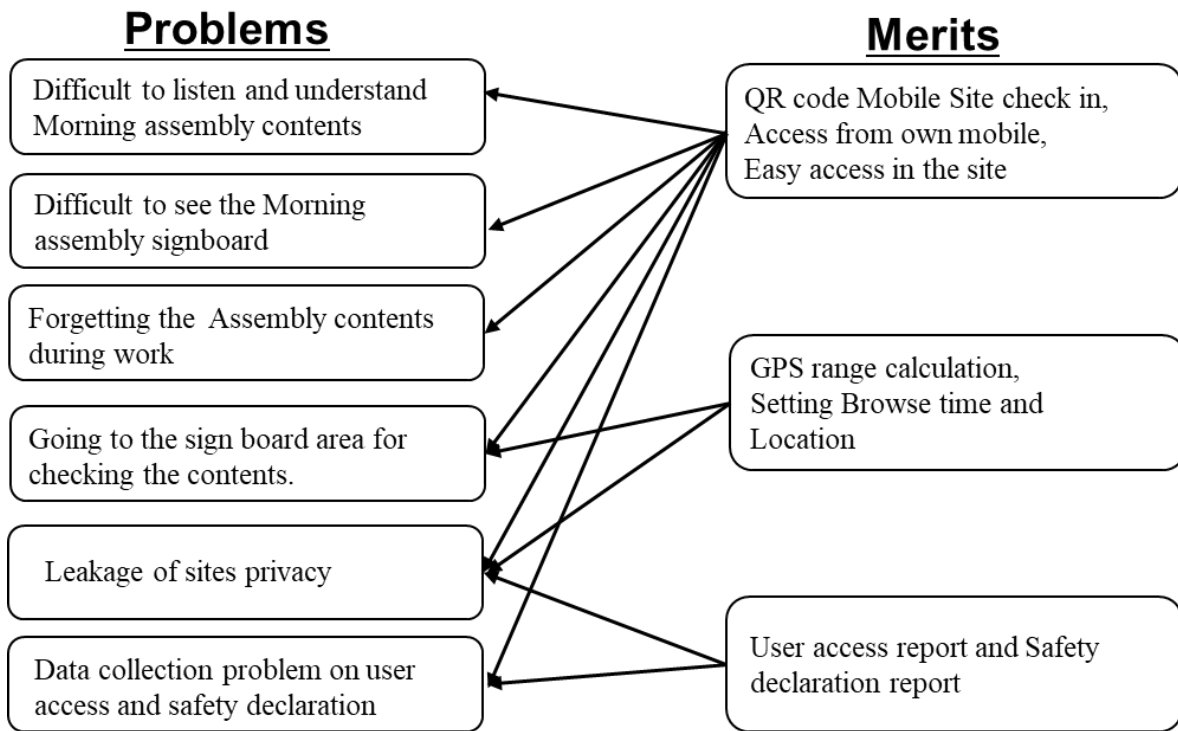 Problems
Difficult to listen and understand
Morning assembly contents
Difficult to see the Morning
assembly signboard
Forgetting the Assembly contents
during work
Going to the sign board area for
checking the contents.
Leakage of sites privacy
Data collection problem on user
access and safety declaration
Merits
QR code Mobile Site check in,
Access from own mobile,
Easy access in the site
GPS range calculation,
Setting Browse time and
Location
User access report and Safety
declaration report